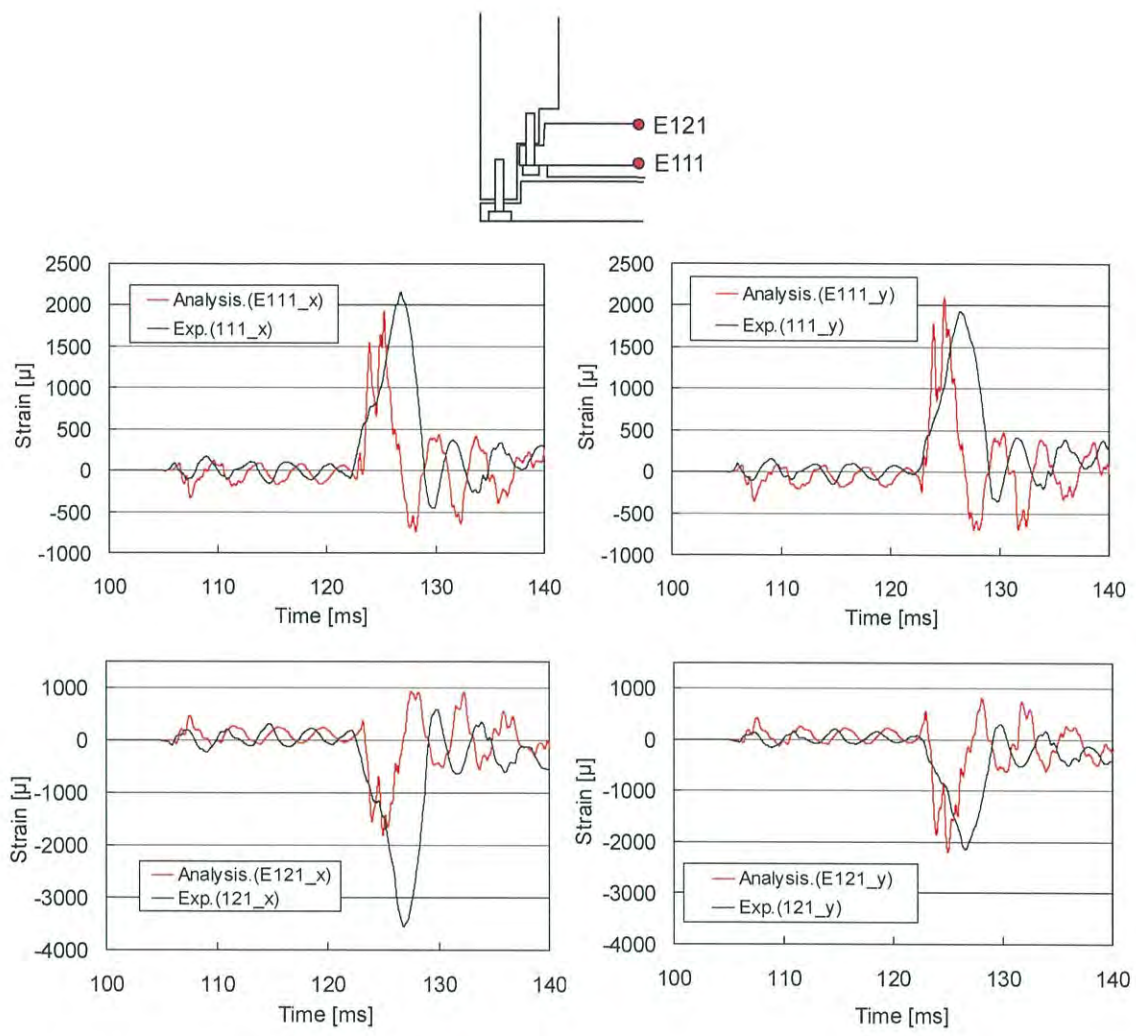 E121
E111
2500
2000
1500
1000
500
0
-500
-1000
Strain [µ]
Analysis.(E111_x)
Exp.(111_x)
100
110
120
130
140
Time [ms]
2500
2000
1500
1000
500
0
-500
-1000
Strain [µ]
Analysis.(E111_y)
Exp.(111_y)
100
110
120
130
140
Time [ms]
1000
0
-1000
-2000
-3000
-4000
Strain [µ]
Analysis.(E121_x)
Exp.(121_x)
100
110
120
130
140
Time [ms]
1000
0
-1000
-2000
-3000
-4000
Strain [µ]
Analysis.(E121_y)
Exp.(121_y)
100
110
120
130
140
Time [ms]